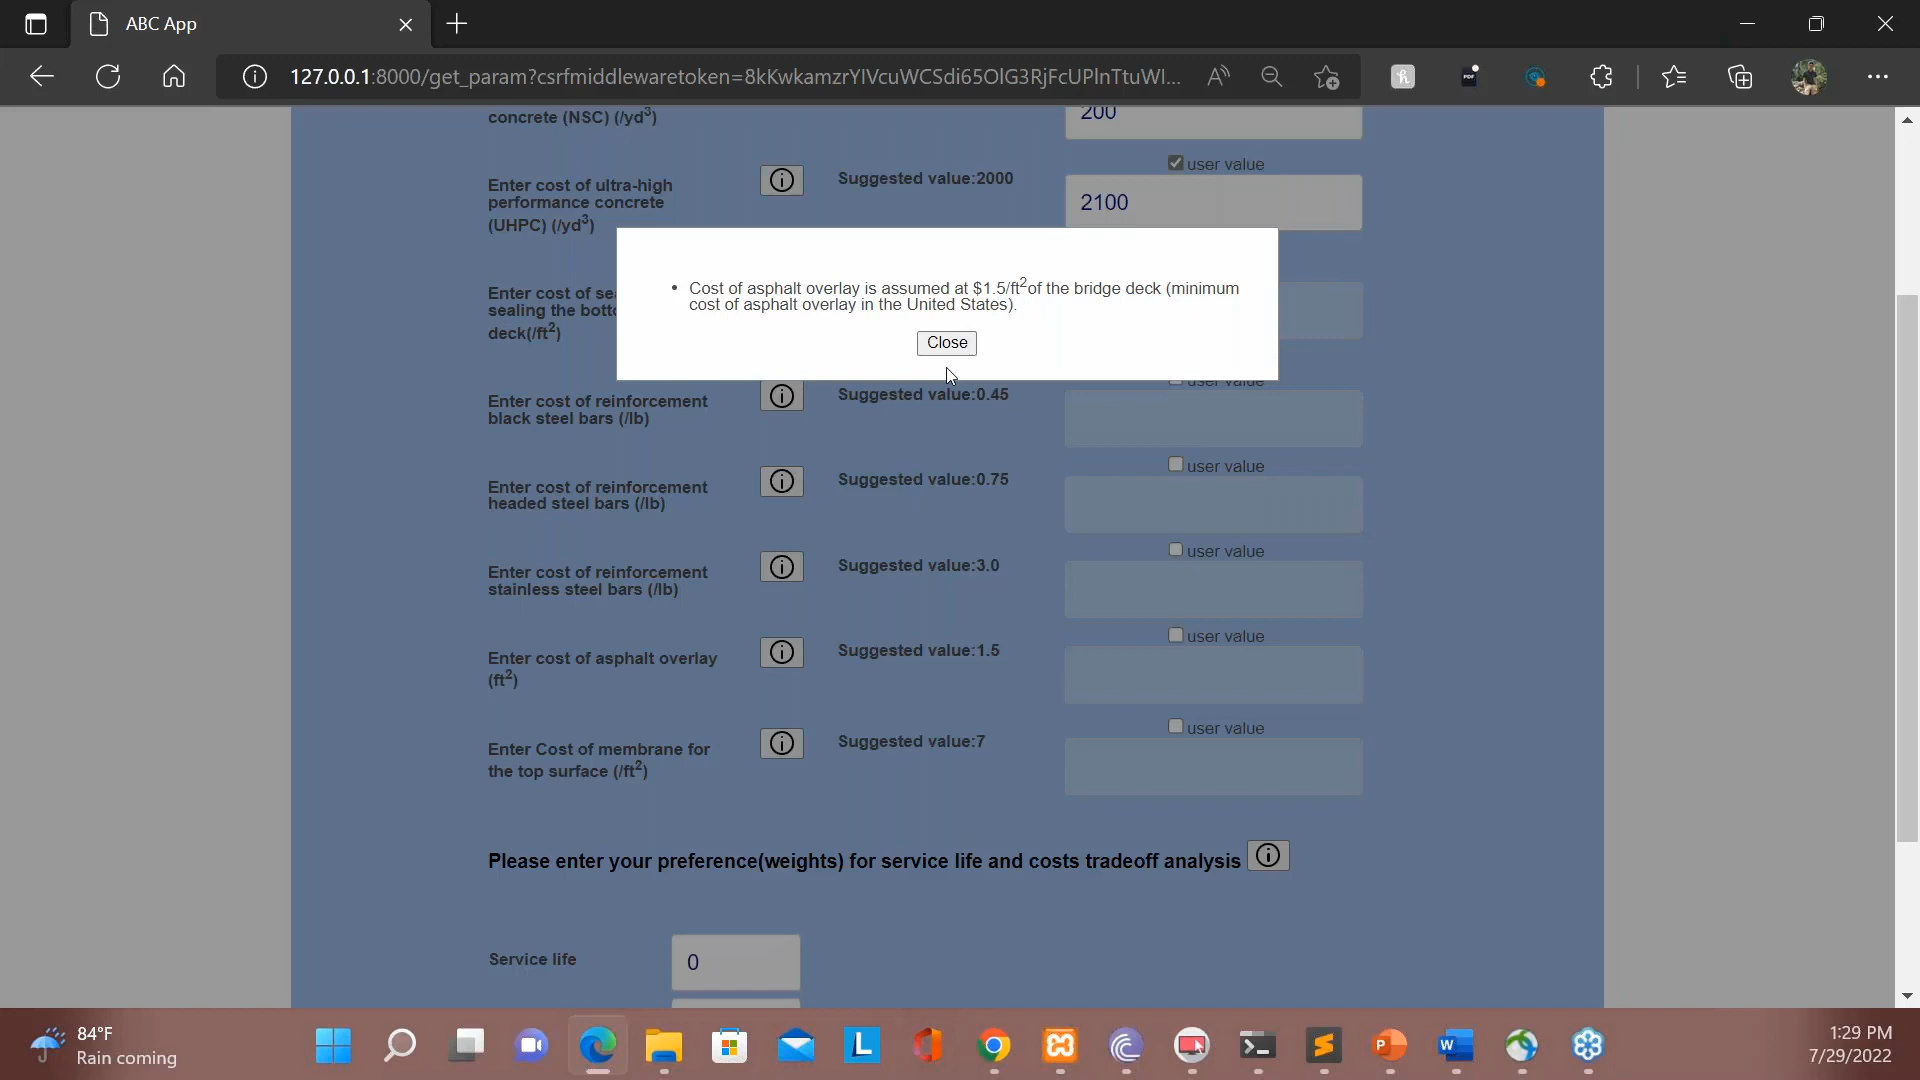 ABC App
127.0.0.1:8000/get_param?csrfmiddlewaretoken=8kKwkamzrYlVcuWCSdi65OlG3RjFcUPlnTtuWl...
concrete (NSC) (/yd³)
200
user value
Enter cost of ultra-high
performance concrete
(UHPC) (/yd³)
Suggested value:2000
2100
Enter cost of
sealing the
deck(/ft²)
• Cost of asphalt overlay is assumed at $1.5/ft²of the bridge deck (minimum
cost of asphalt overlay in the United States).
Close
user value
Enter cost of reinforcement
black steel bars (/lb)
Suggested value:0.45
user value
Enter cost of reinforcement
headed steel bars (/lb)
Suggested value:0.75
user value
Enter cost of reinforcement
stainless steel bars (/lb)
Suggested value:3.0
user value
Enter cost of asphalt overlay
(ft²)
Suggested value:1.5
user value
Enter Cost of membrane for
the top surface (/ft²)
Suggested value:7
Please enter your preference(weights) for service life and costs tradeoff analysis
Service life
0
84°F
Rain coming
1:29 PM
7/29/2022